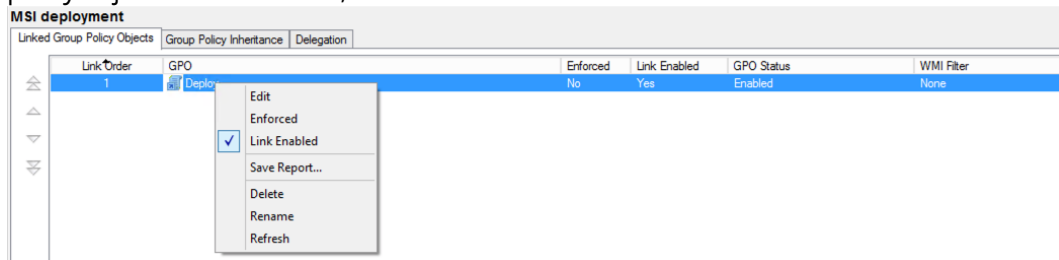 MSI deployment
Linked Group Policy Objects Group Policy Inheritance Delegation
Link Order GPO Enforced Link Enabled GPO Status WMI Filter
1 Deploy No Yes Enabled None
Edit
Enforced
Link Enabled
Save Report...
Delete
Rename
Refresh